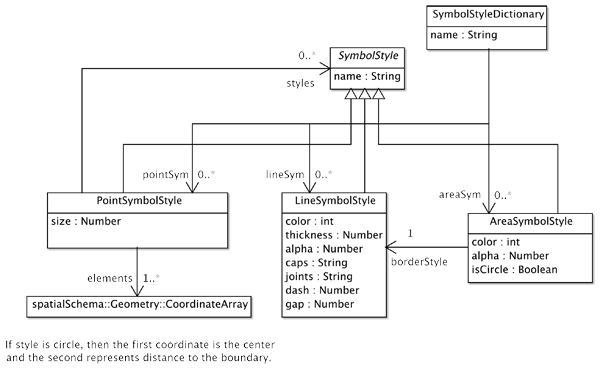 SymbolStyleDictionary
name : String
0..*
SymbolStyle
styles
name : String
pointSym 0..*
lineSym 0..*
areaSym 0..*
PointSymbolStyle
size : Number
LineSymbolStyle
color : int
thickness : Number
alpha : Number
caps : String
joints : String
dash : Number
gap : Number
AreaSymbolStyle
color : int
alpha : Number
isCircle : Boolean
1
borderStyle
elements 1..*
spatialSchema::Geometry::CoordinateArray
If style is circle, then the first coordinate is the center
and the second represents distance to the boundary.